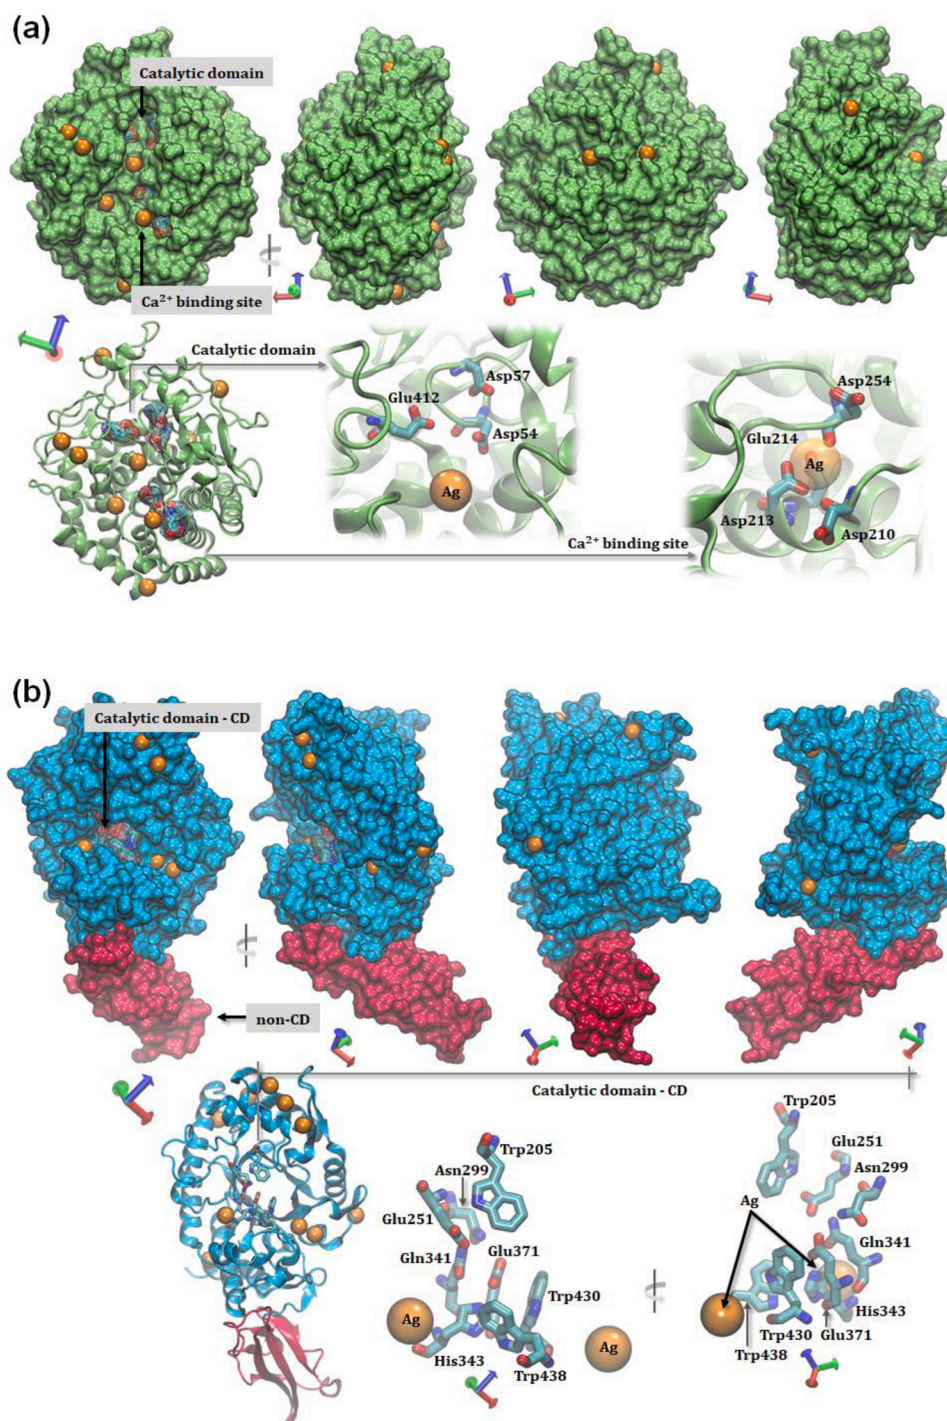 (a)
Catalytic domain
Ca²⁺ binding site
Catalytic domain
Asp57
Glu412
Asp54
Ag
Asp254
Glu214
Ag
Asp213
Asp210
Ca²⁺ binding site
(b)
Catalytic domain - CD
non-CD
Catalytic domain - CD
Trp205
Asn299
Glu251
Gln341
Glu371
Trp430
Ag
Ag
His343
Trp438
Trp205
Glu251
Asn299
Ag
Gln341
His343
Trp430
Glu371
Trp438